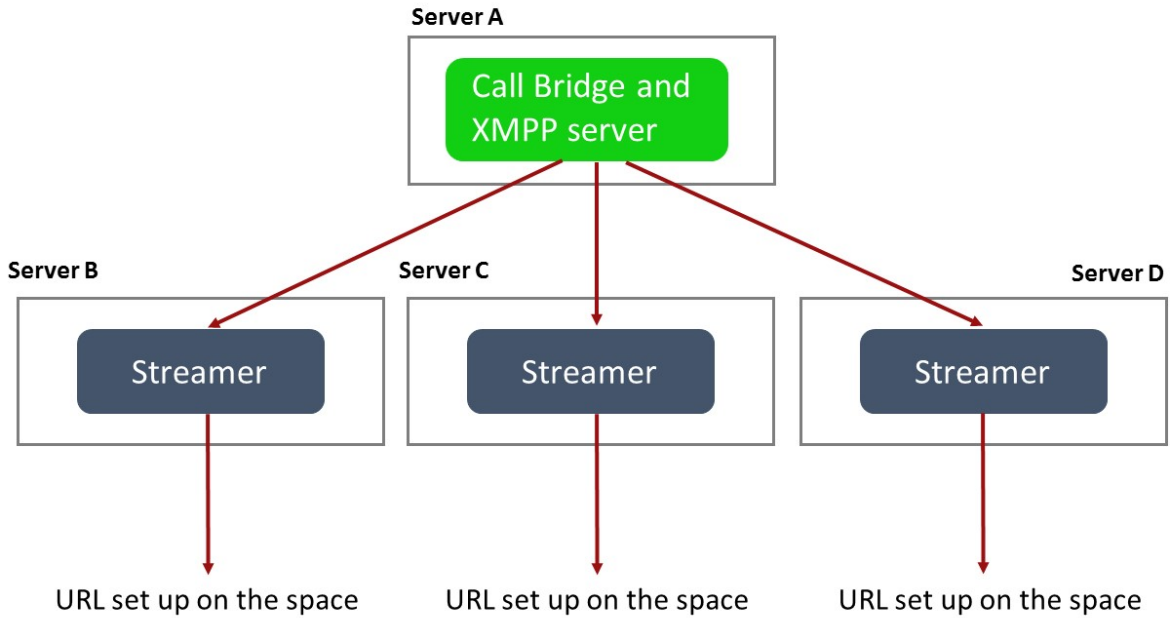 Server A
Call Bridge and
XMPP server
Server B
Server C
Server D
Streamer
Streamer
Streamer
URL set up on the space
URL set up on the space
URL set up on the space